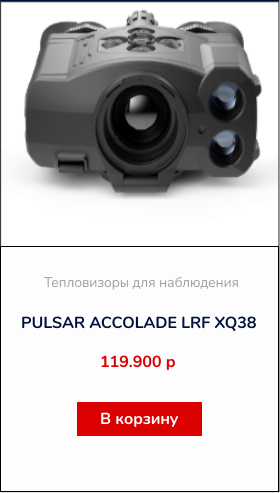 Тепловизоры для наблюдения
PULSAR ACCOLADE LRF XQ38
119.900 р
В корзину